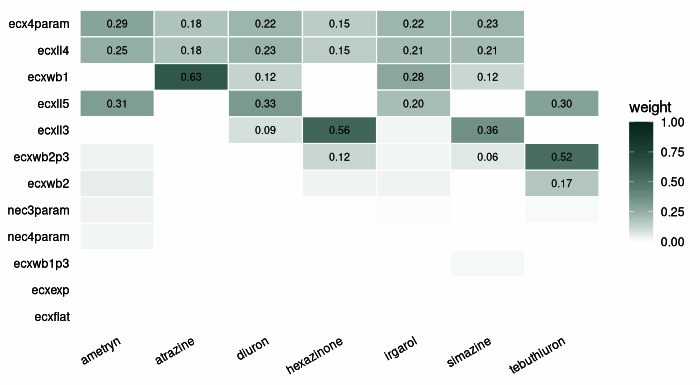 ecx4param 0.29 0.18 0.22 0.15 0.22 0.23
ecxll4 0.25 0.18 0.23 0.15 0.21 0.21
ecxwb1 0.63 0.12 0.28 0.12
ecxll5 0.31 0.33 0.20 0.30
ecxll3 0.09 0.56 0.36
ecxwb2p3 0.12 0.06 0.52
ecxwb2 0.17
nec3param
nec4param
ecxwb1p3
ecxexp
ecxflat
ametryn atrazine diuron hexazinone irgarol simazine tebuthiuron
weight
1.00
0.75
0.50
0.25
0.00